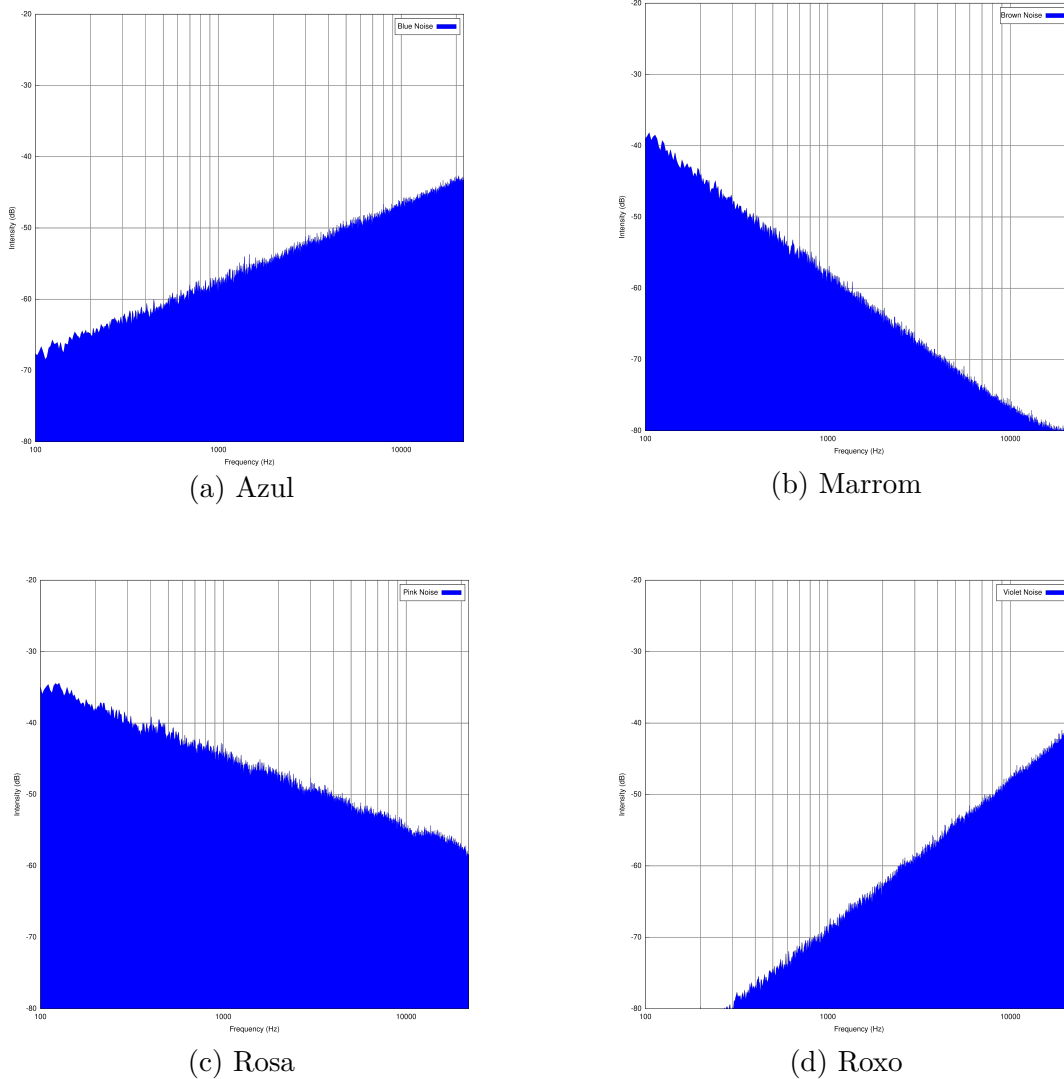 -20
Blue Noise
-30
-40
-50
-60
-70
-80
Intensity (dB)
100
1000
10000
Frequency (Hz)
(a) Azul
-20
Brown Noise
-30
-40
-50
-60
-70
-80
Intensity (dB)
100
1000
10000
Frequency (Hz)
(b) Marrom
-20
Pink Noise
-30
-40
-50
-60
-70
-80
Intensity (dB)
100
1000
10000
Frequency (Hz)
(c) Rosa
-20
Violet Noise
-30
-40
-50
-60
-70
-80
Intensity (dB)
100
1000
10000
Frequency (Hz)
(d) Roxo